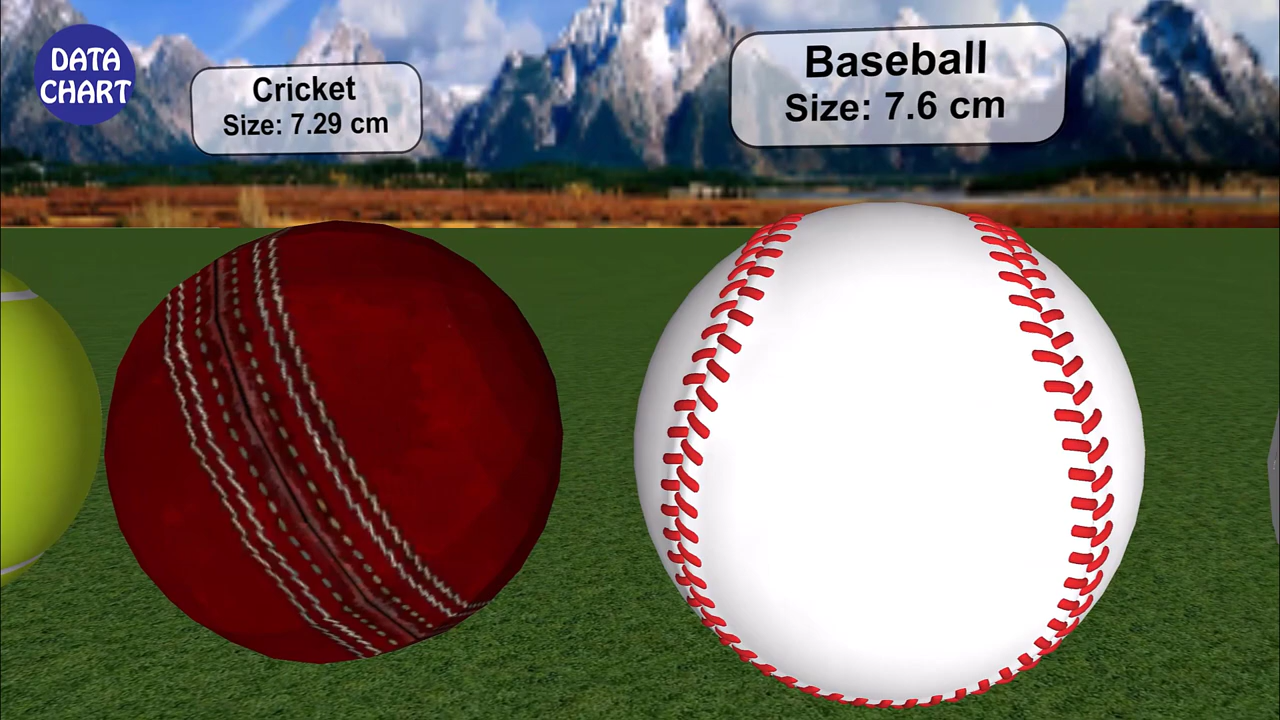 DATA
CHART
Cricket
Size: 7.29 cm
Baseball
Size: 7.6 cm